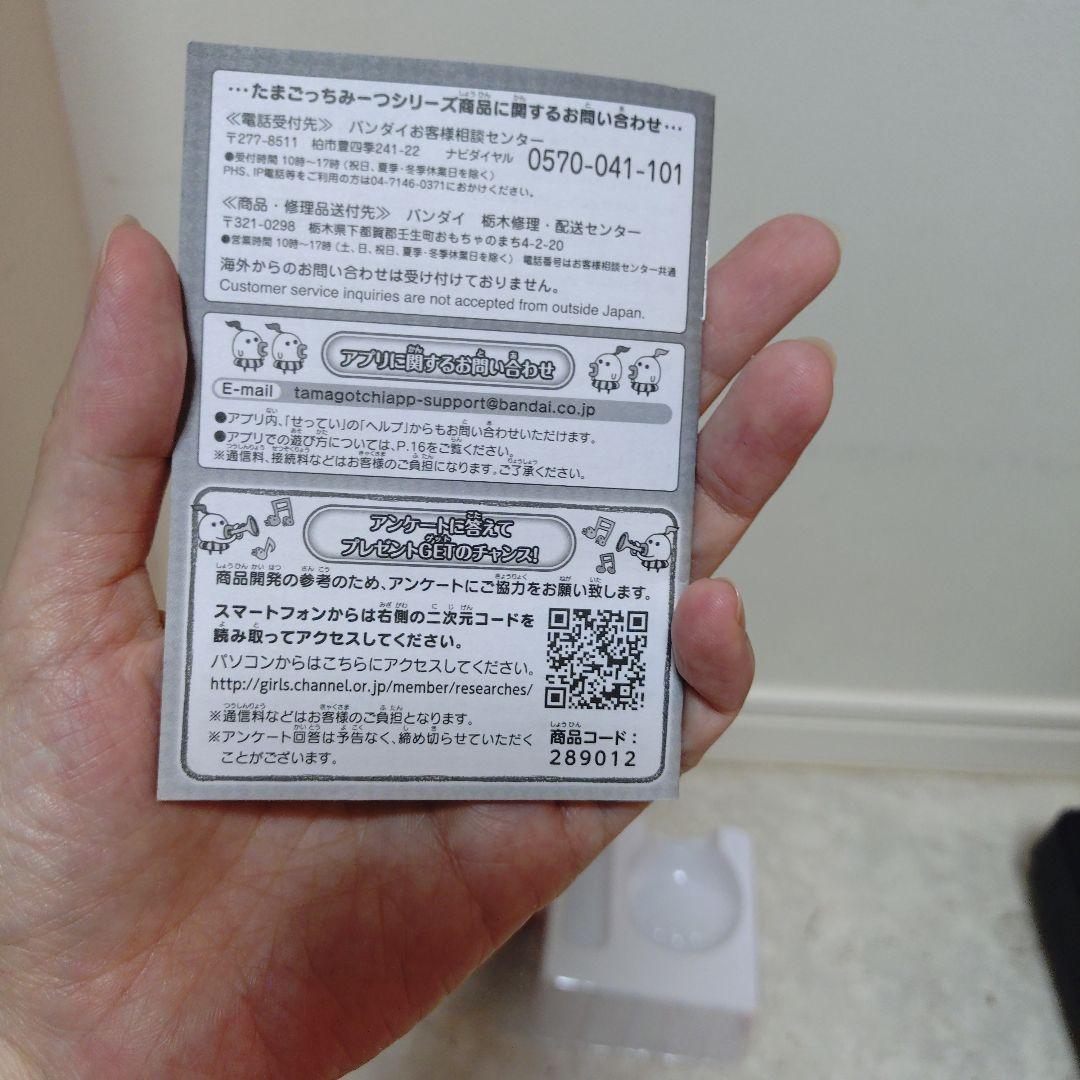 …たまごっちみーつシリーズ商品に関するお問い合わせ…
≪電話受付先≫ バンダイお客様相談センター
〒277-8511 柏市豊四季241-22 ナビダイヤル 0570-041-101
●受付時間 10時～17時（祝日、夏季・冬季休業日を除く）
PHS、IP電話等をご利用の方は04-7146-0371におかけください。
≪商品・修理品送付先≫ バンダイ 栃木修理・配送センター
〒321-0298 栃木県下都賀郡壬生町おもちゃのまち4-2-20
●営業時間 10時～17時（土、日、祝日、夏季・冬季休業日を除く） 電話番号はお客様相談センター共通
海外からのお問い合わせは受け付けておりません。
Customer service inquiries are not accepted from outside Japan.
アプリに関するお問い合わせ
E-mail tamagotchiapp-support@bandai.co.jp
●アプリ内、「せってい」の「ヘルプ」からもお問い合わせいただけます。
●アプリでの遊び方については、P.16をご覧ください。
※通信料、接続料などはお客様のご負担になります。ご了承ください。
アンケートに答えて
プレゼントGETのチャンス!
商品開発の参考のため、アンケートにご協力をお願い致します。
スマートフォンからは右側の二次元コードを
読み取ってアクセスしてください。
パソコンからはこちらにアクセスしてください。
http://girls.channel.or.jp/member/researches/
※通信料などはお客様のご負担となります。
※アンケート回答は予告なく、締め切らせていただく
ことがございます。
商品コード：
289012